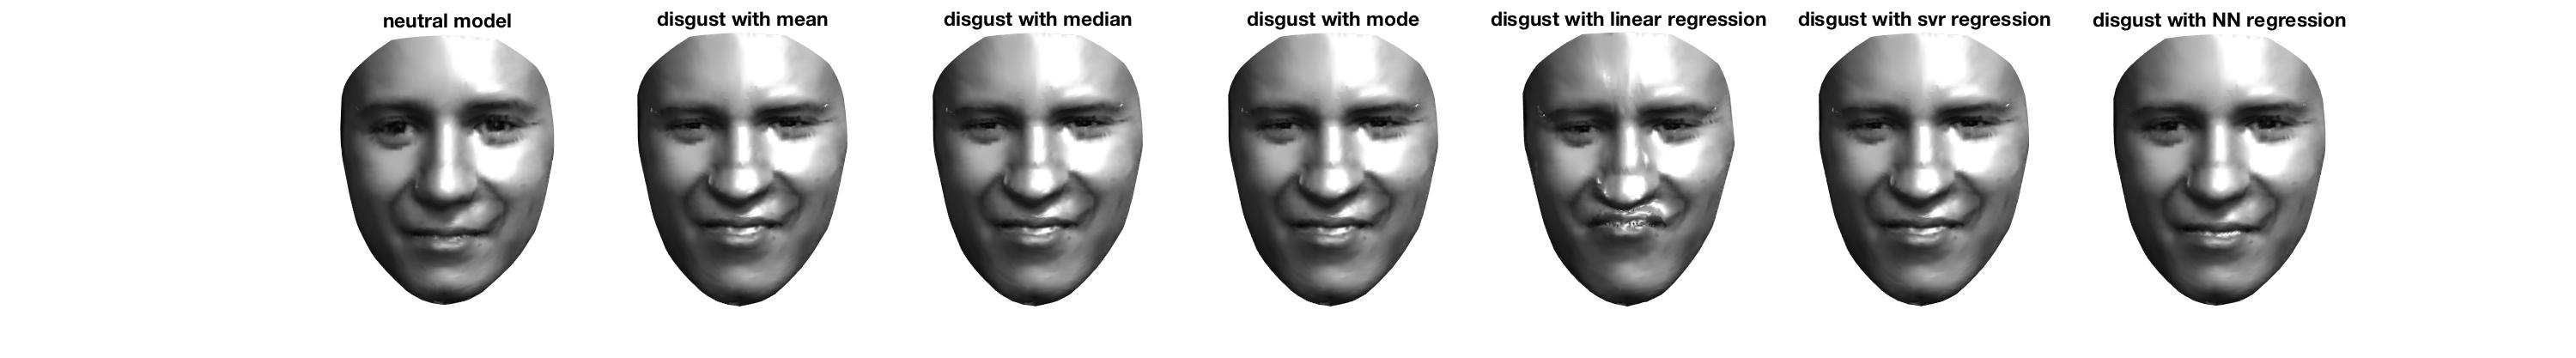 neutral model
disgust with mean
disgust with median
disgust with mode
disgust with linear regression
disgust with svr regression
disgust with NN regression